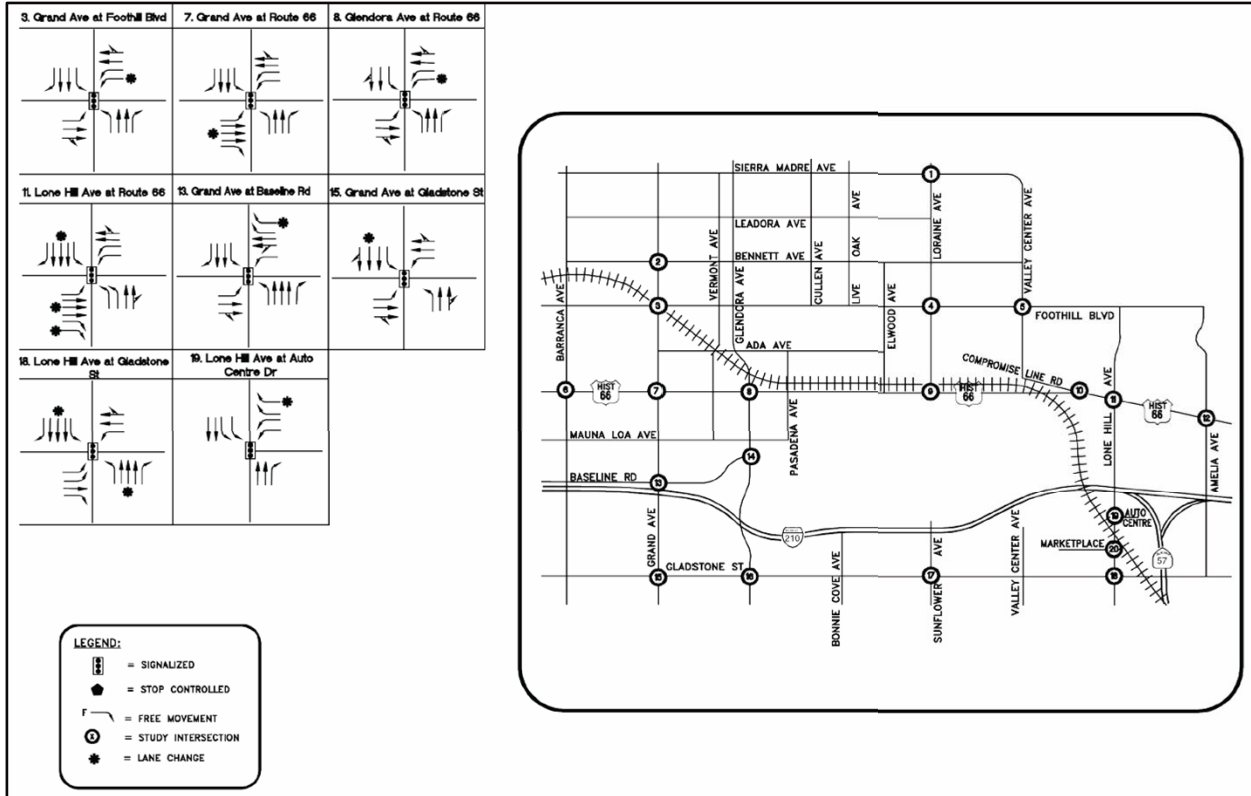 3. Grand Ave at Foothill Blvd
7. Grand Ave at Route 66
8. Glendora Ave at Route 66
11. Lone Hill Ave at Route 66
13. Grand Ave at Baseline Rd
15. Grand Ave at Gladstone St
18. Lone Hill Ave at Gladstone
St
19. Lone Hill Ave at Auto
Centre Dr
LEGEND:
= SIGNALIZED
= STOP CONTROLLED
F = FREE MOVEMENT
X = STUDY INTERSECTION
= LANE CHANGE
SIERRA MADRE AVE
1
LEADORA AVE
BENNETT AVE
2
3
4
5
FOOTHILL BLVD
ADA AVE
COMPROMISE LINE RD
6
HIST
66
7
8
9
HIST
66
10
11
HIST
66
12
MAUNA LOA AVE
14
BASELINE RD
13
210
19
AUTO
CENTRE
MARKETPLACE
20
57
GLADSTONE ST
15
16
17
18
BARRANCA AVE
GRAND AVE
VERMONT AVE
GLENDORA AVE
PASADENA AVE
CULLEN AVE
LIVE OAK AVE
ELWOOD AVE
LORAINE AVE
VALLEY CENTER AVE
LONE HILL AVE
AMELIA AVE
BONNIE COVE AVE
SUNFLOWER AVE
VALLEY CENTER AVE